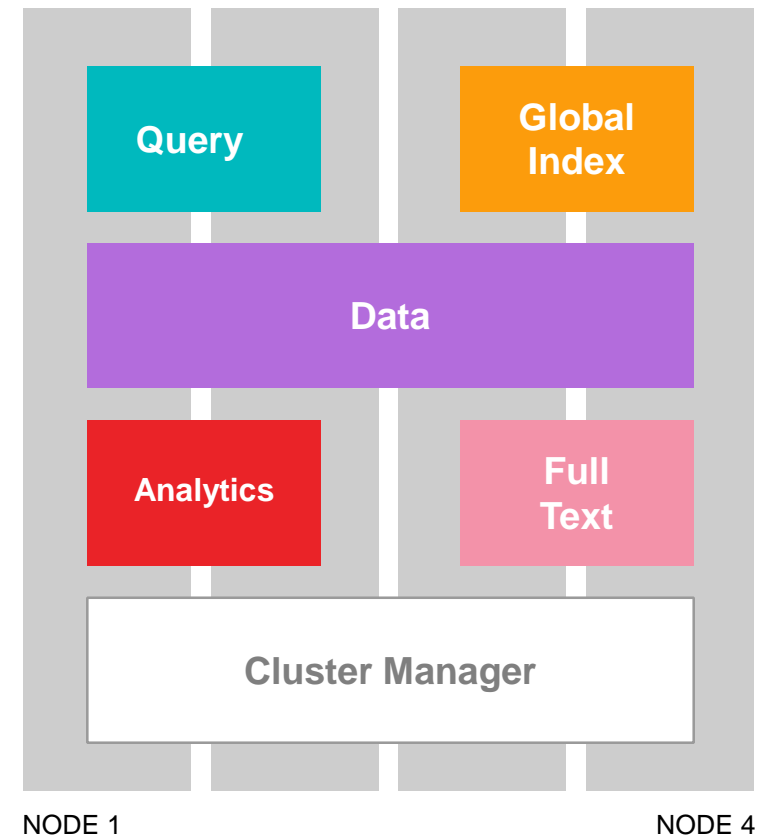 Query
Global
Index
Data
Analytics
Full
Text
Cluster Manager
NODE 1
NODE 4